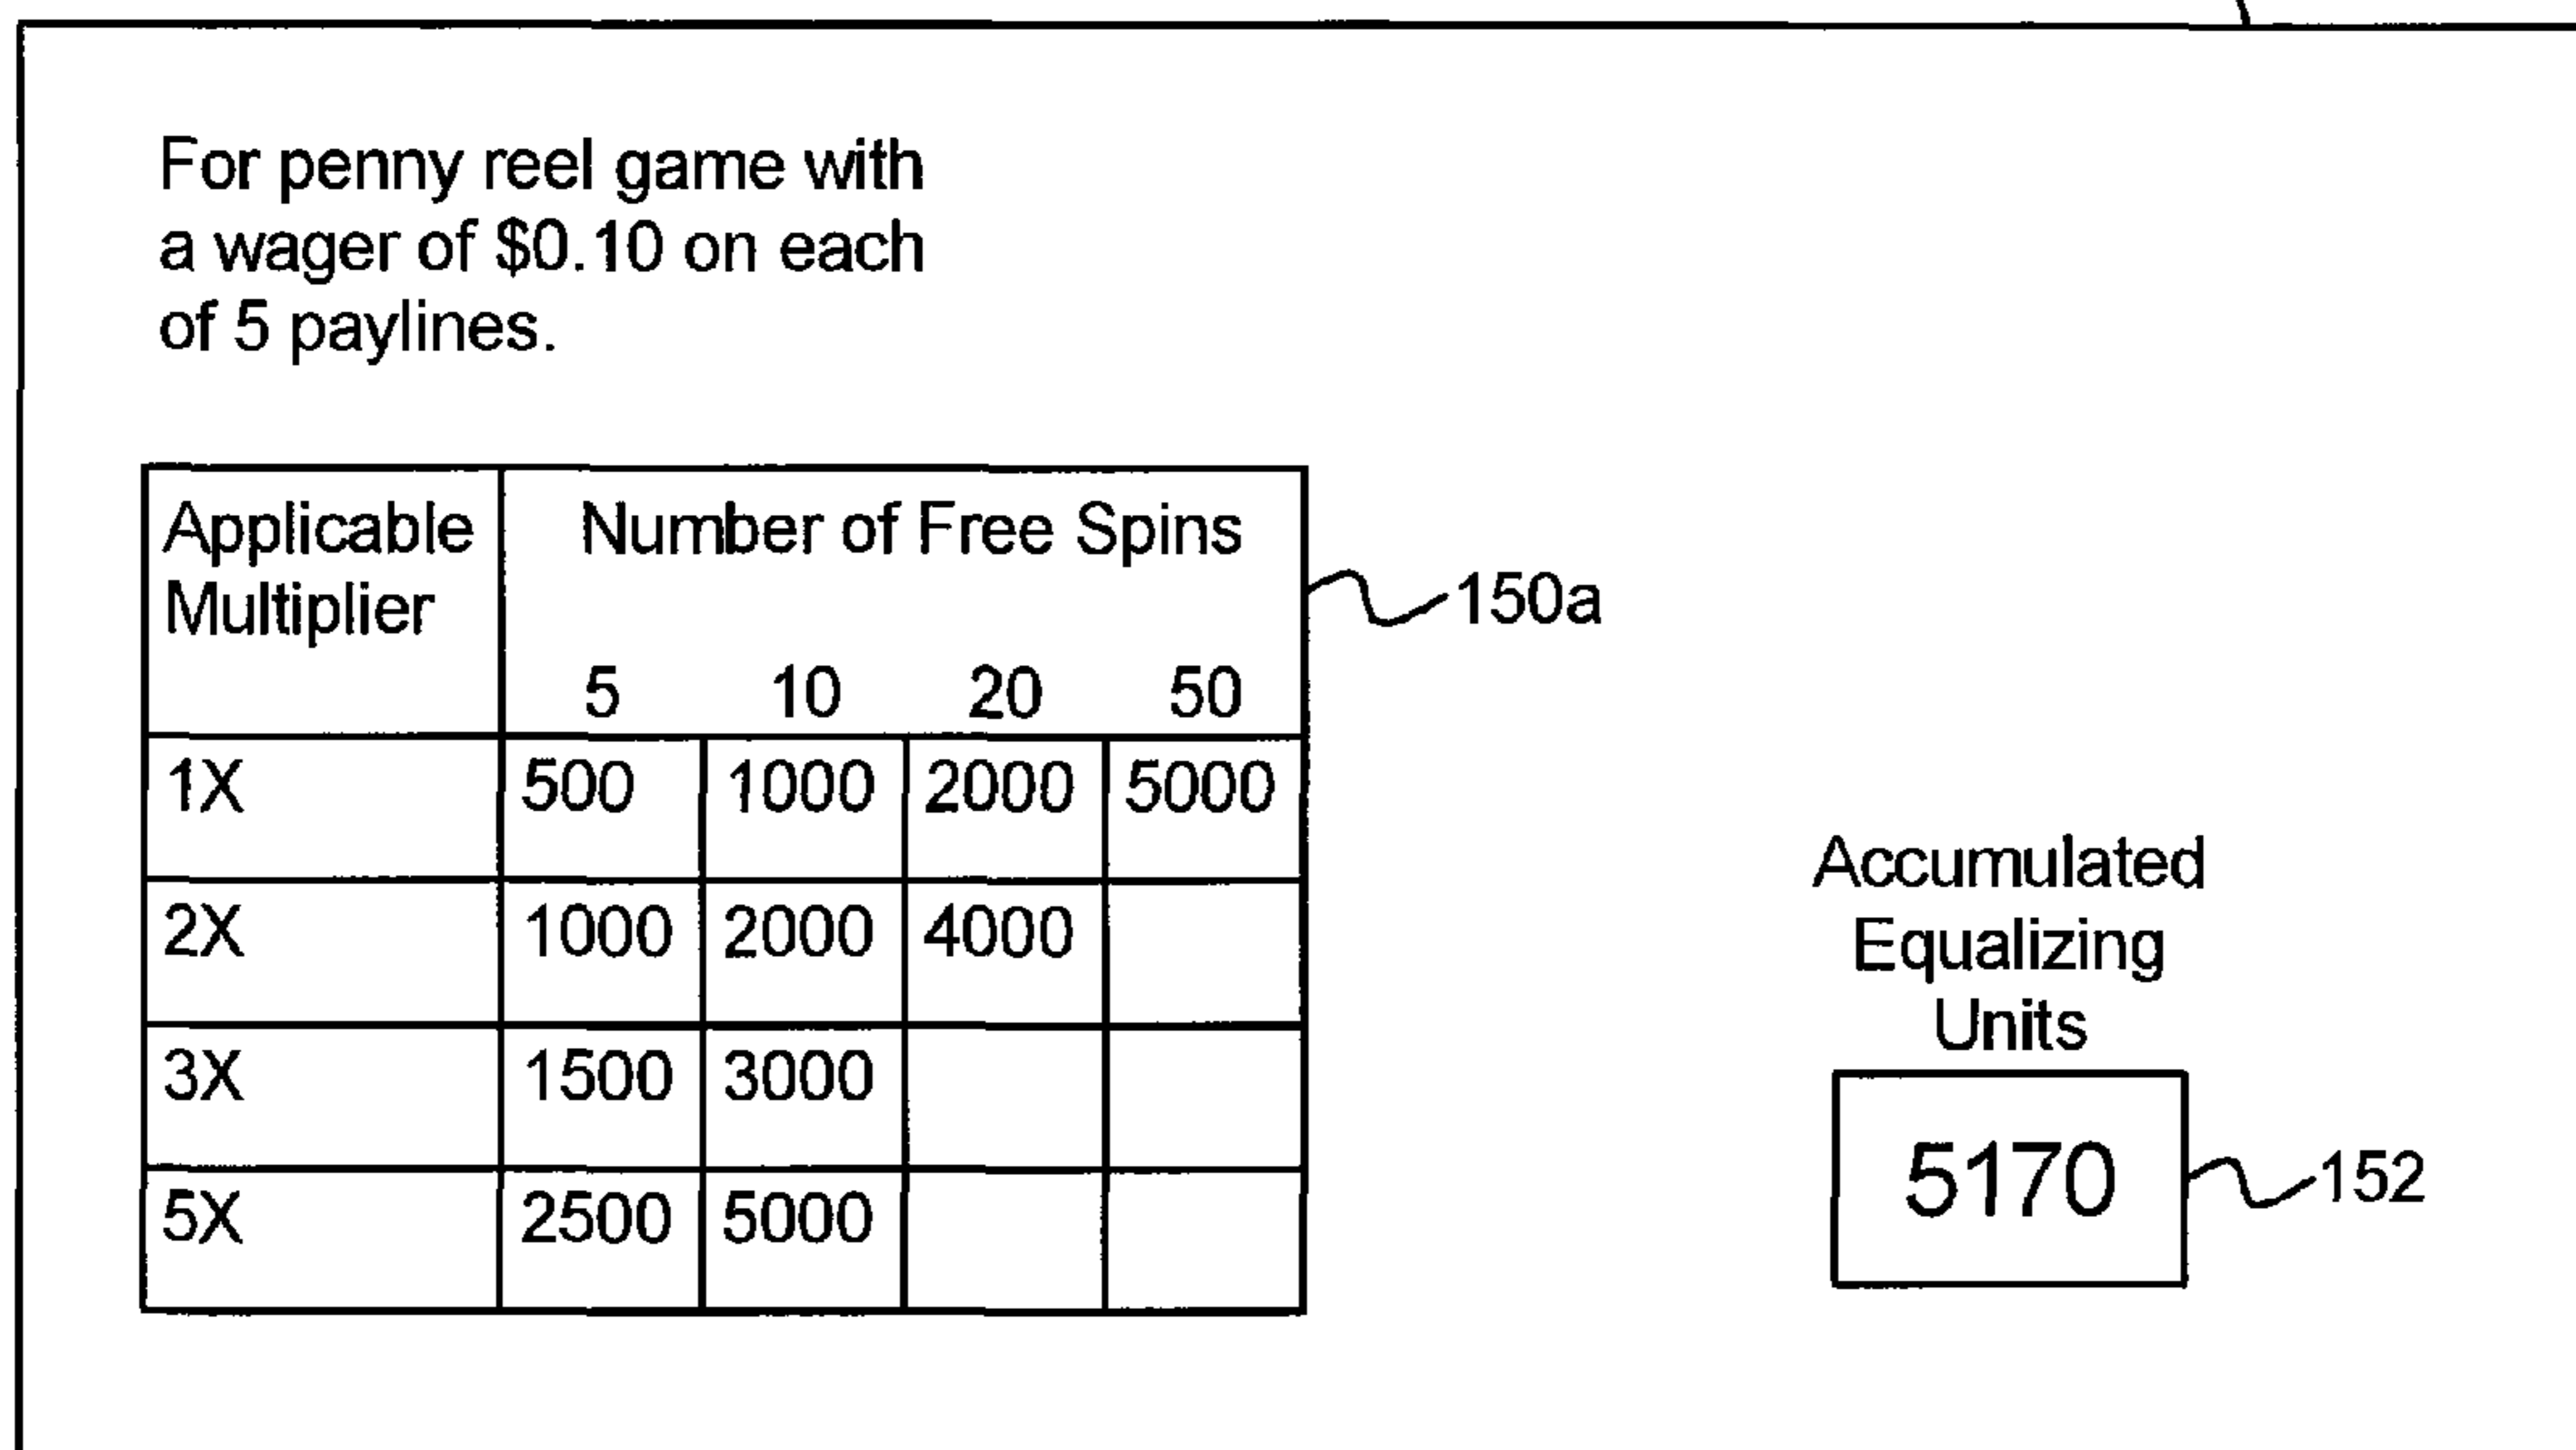 For penny reel game with
a wager of $0.10 on each
of 5 paylines.
Applicable Number of Free Spins
Multiplier
5 10 20 50
150a
1X 500 1000 2000 5000
2X 1000 2000 4000
3X 1500 3000
5X 2500 5000
Accumulated
Equalizing
Units
5170
152